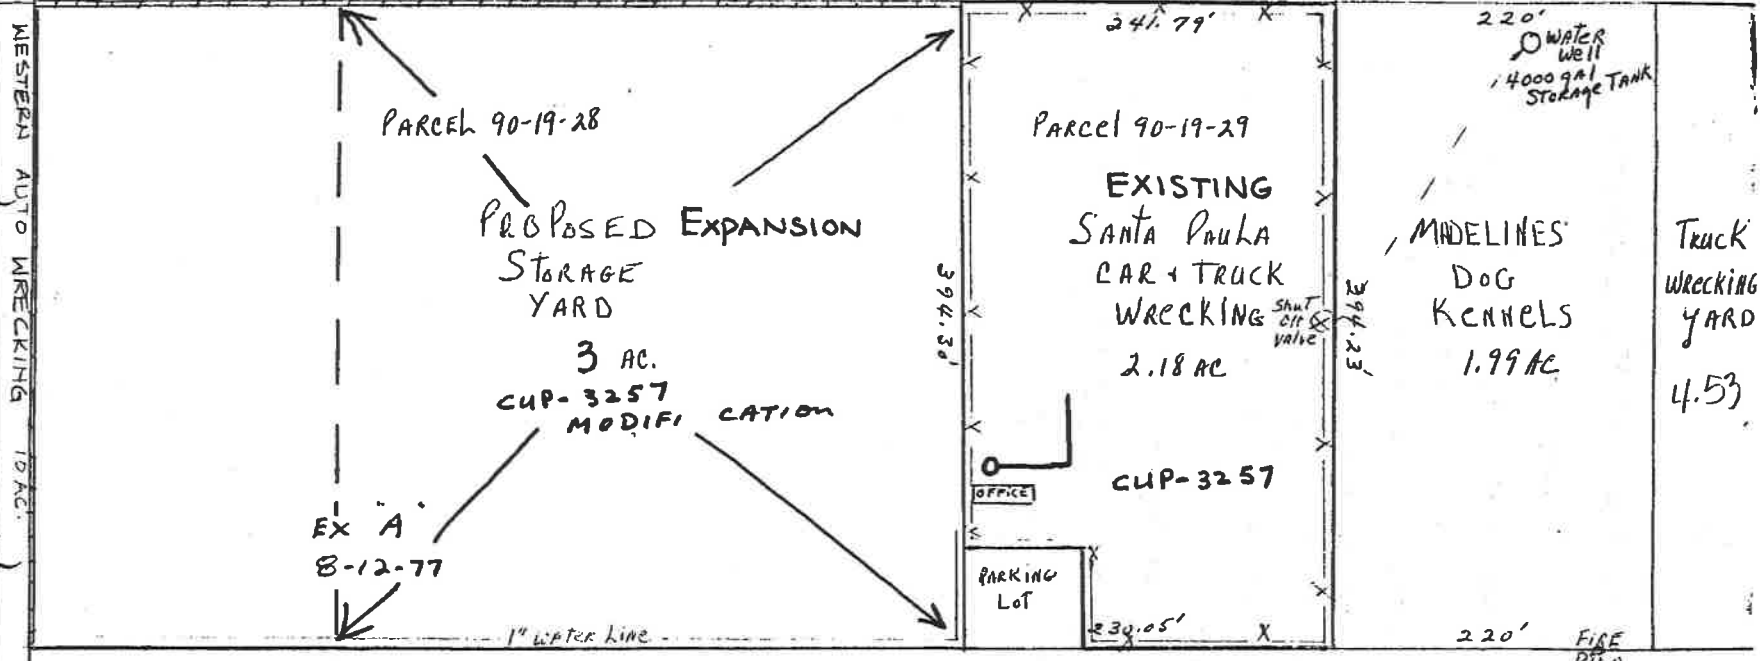 WESTERN AUTO WRECKING 10 AC.
PARCEL 90-19-28
PROPOSED EXPANSION
STORAGE
YARD
3 AC.
CUP-3257
MODIFICATION
EX "A"
8-12-77
1" WATER LINE
394.30'
241.79'
PARCEL 90-19-29
EXISTING
SANTA PAULA
CAR & TRUCK
WRECKING
2.18 AC
SHUT
OFF
VALVE
CUP-3257
OFFICE
PARKING
LOT
230.05'
394.23'
220'
WATER
WELL
4000 GAL
STORAGE TANK
MADELINES
DOG
KENNELS
1.99 AC
220'
FIRE
TRUCK
WRECKING
YARD
4.53